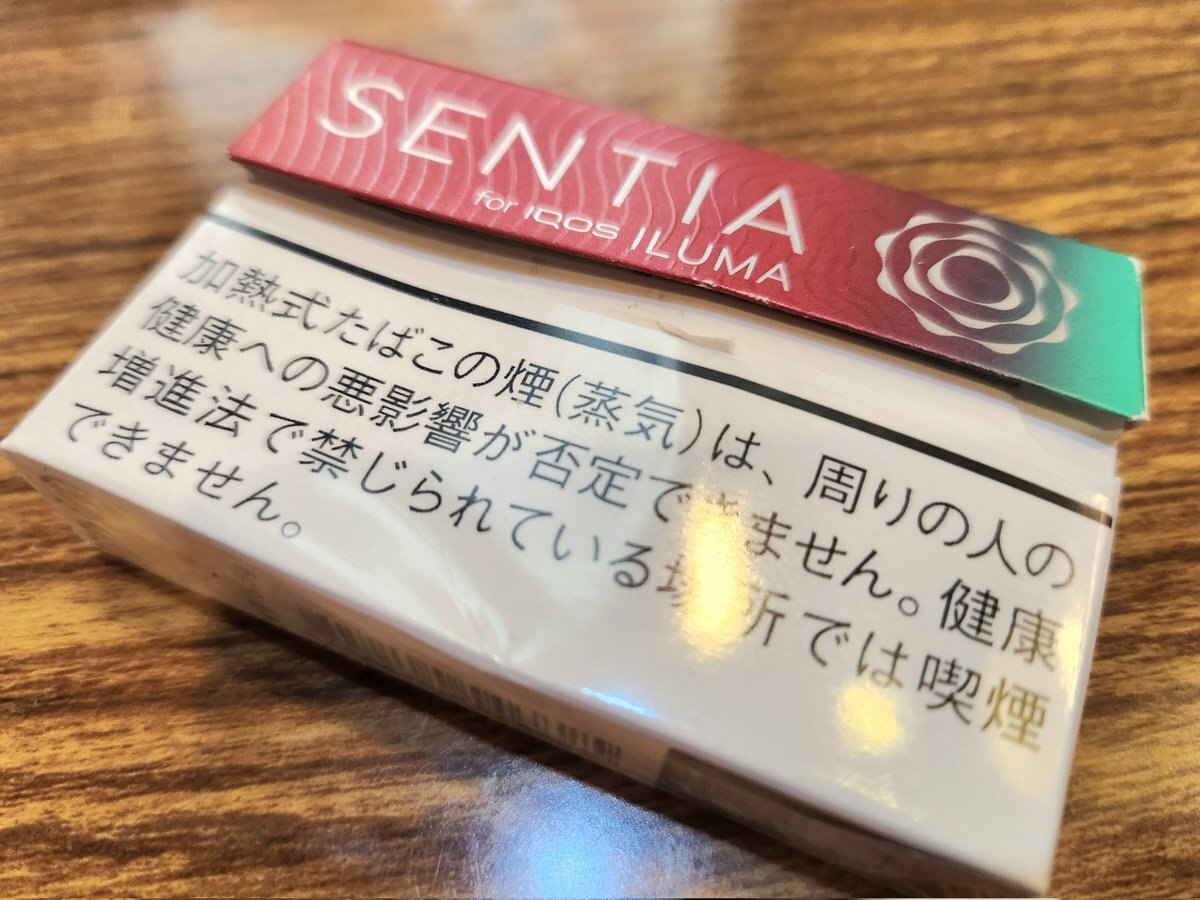 SENTIA
for IQOS ILUMA
加熱式たばこの煙(蒸気)は、周りの人の
健康への悪影響が否定できません。健康
増進法で禁じられている場所では喫煙
できません。